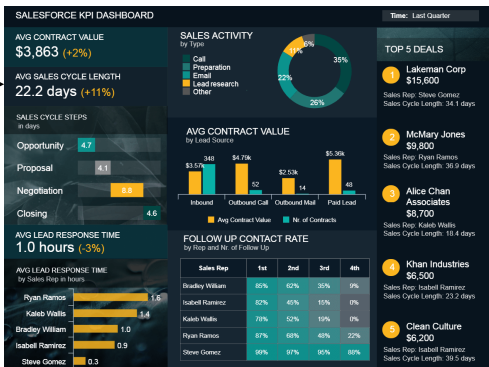 SALESFORCE KPI DASHBOARD
Time: Last Quarter
AVG CONTRACT VALUE
$3,863 (+2%)
AVG SALES CYCLE LENGTH
22.2 days (+11%)
SALES CYCLE STEPS
in days
Opportunity 4.7
Proposal 4.1
Negotiation 8.8
Closing 4.6
AVG LEAD RESPONSE TIME
1.0 hours (-3%)
AVG LEAD RESPONSE TIME
by Sales Rep in hours
Ryan Ramos 1.6
Kaleb Wallis 1.4
Bradley William 1.0
Isabell Ramirez 0.9
Steve Gomez 0.3
SALES ACTIVITY
by Type
Call
Preparation
Email
Lead research
Other
35%
26%
22%
11%
6%
AVG CONTRACT VALUE
by Lead Source
$3.57k 348
$4.79k 52
$2.53k 14
$5.36k 48
Inbound Outbound Call Outbound Mail Paid Lead
Avg Contract Value Nr. of Contracts
FOLLOW UP CONTACT RATE
by Rep and Nr. of Follow Up
Sales Rep 1st 2nd 3rd 4th
Bradley William 85% 62% 35% 9%
Isabell Ramirez 82% 45% 15% 0%
Kaleb Wallis 78% 52% 19% 0%
Ryan Ramos 87% 68% 48% 22%
Steve Gomez 99% 97% 95% 88%
TOP 5 DEALS
1
Lakeman Corp
$15,600
Sales Rep: Steve Gomez
Sales Cycle Length: 34.1 days
2
McMary Jones
$9,800
Sales Rep: Ryan Ramos
Sales Cycle Length: 36.9 days
3
Alice Chan
Associates
$8,700
Sales Rep: Kaleb Wallis
Sales Cycle Length: 18.4 days
4
Khan Industries
$6,500
Sales Rep: Isabell Ramirez
Sales Cycle Length: 23.2 days
5
Clean Culture
$6,200
Sales Rep: Isabell Ramirez
Sales Cycle Length: 39.5 days